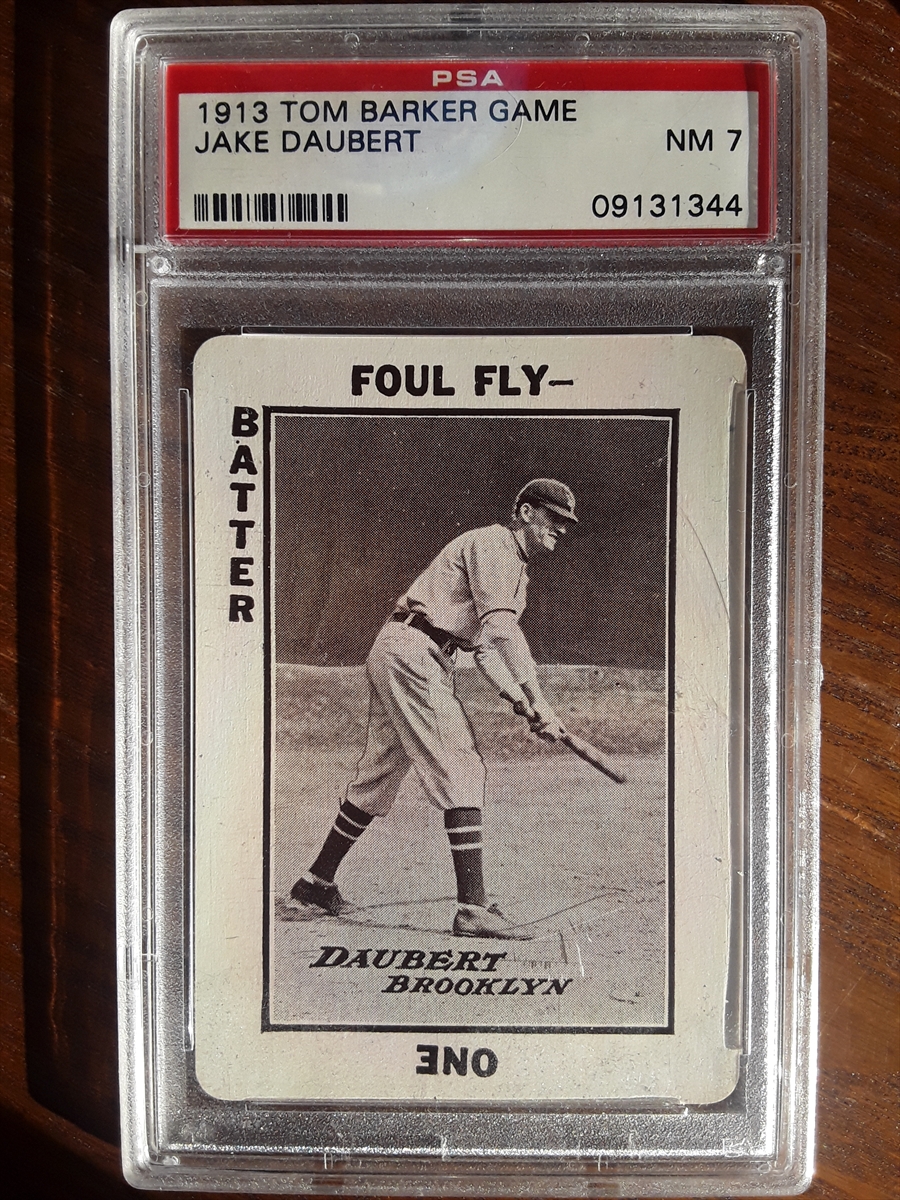 PSA
1913 TOM BARKER GAME
JAKE DAUBERT NM 7
09131344
FOUL FLY—
BATTER
DAUBERT
BROOKLYN
ONE